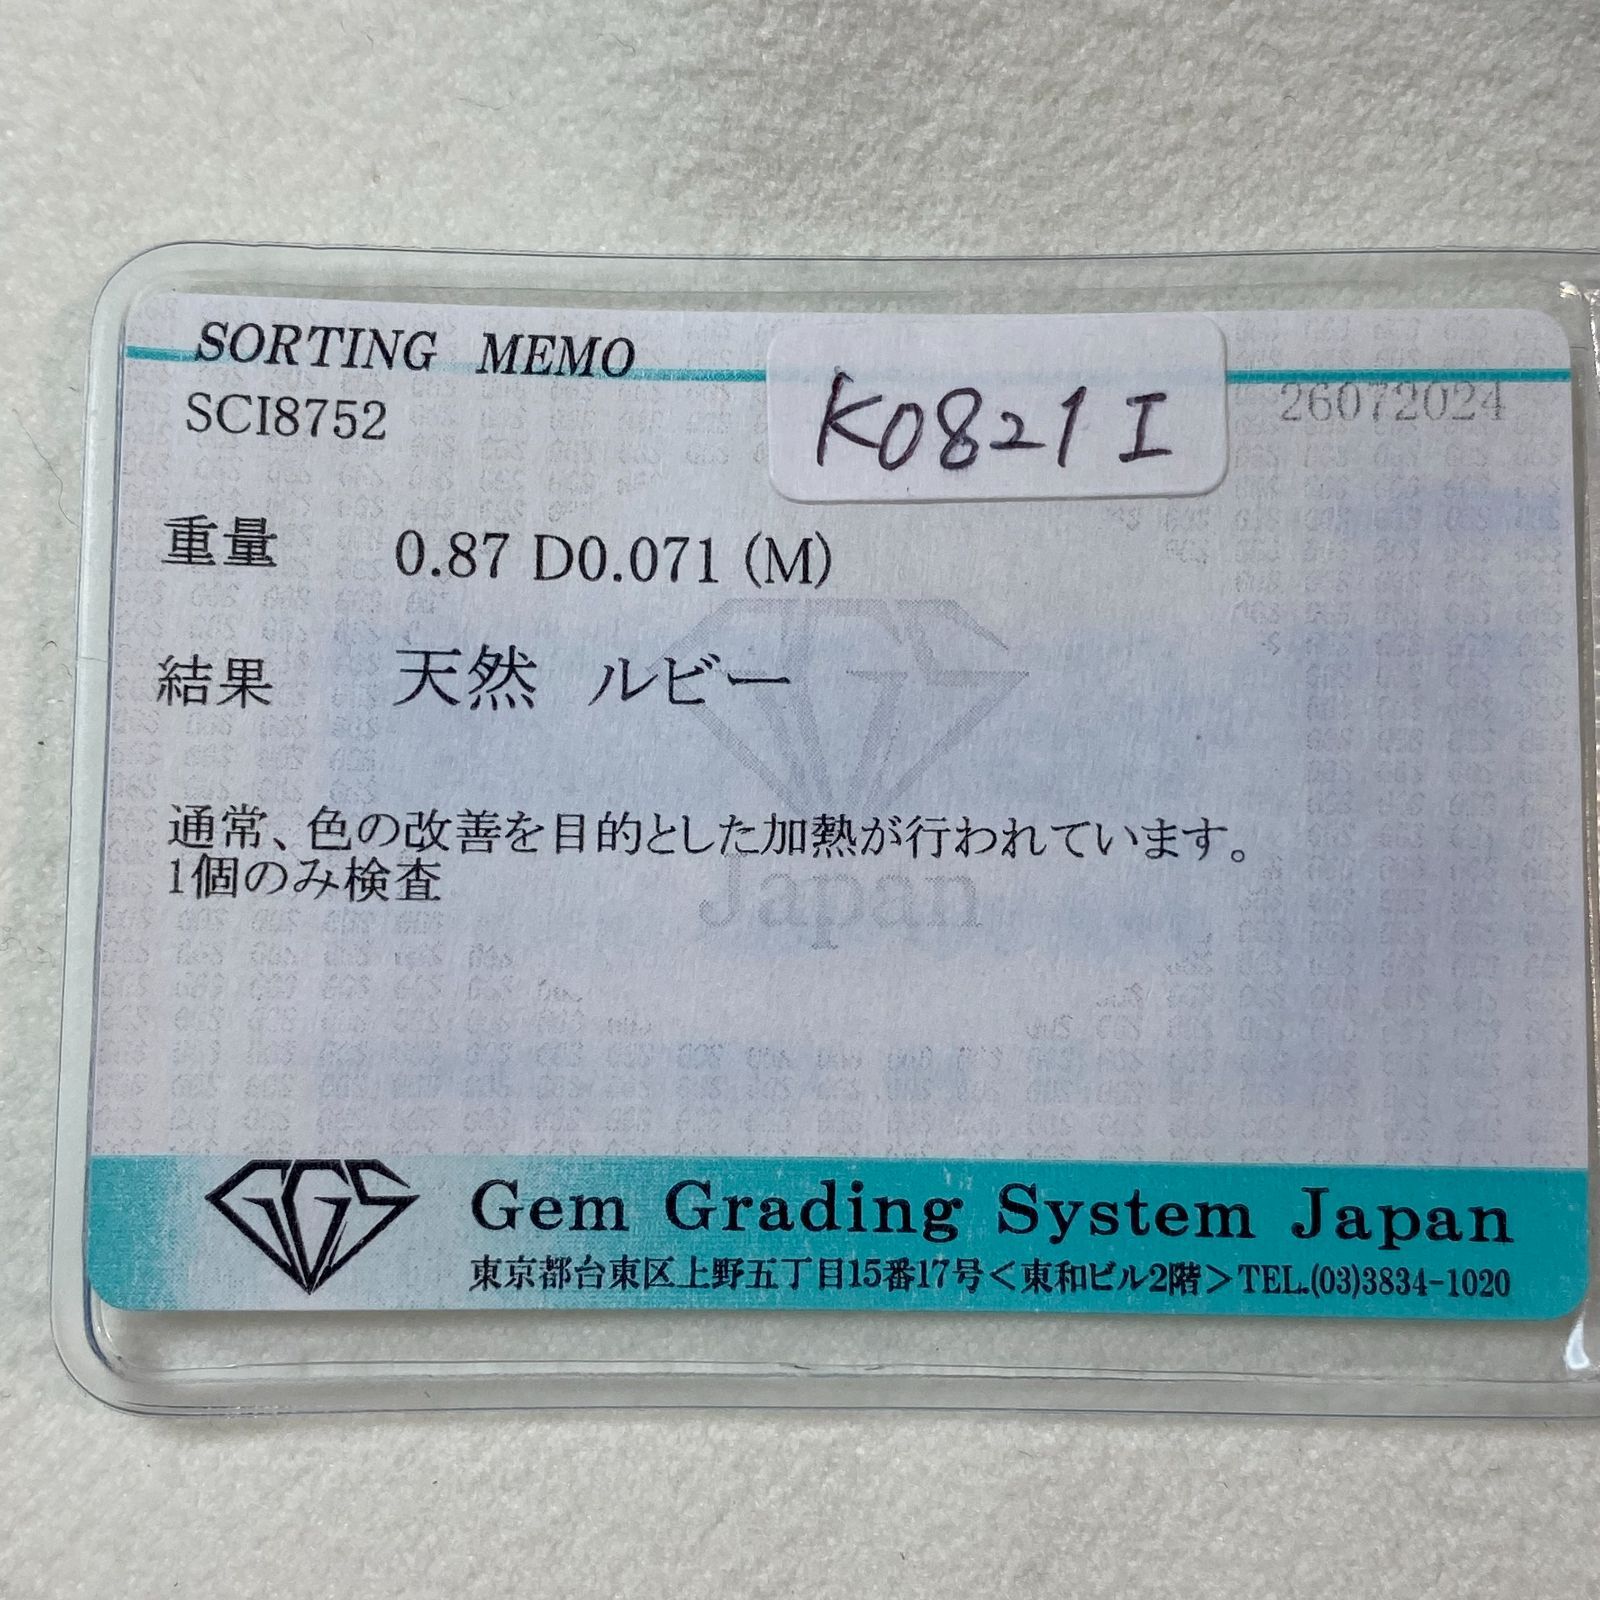 SORTING MEMO
SCI8752
K0821 I
26072024
重量 0.87 D0.071 (M)
結果 天然 ルビー
通常、色の改善を目的とした加熱が行われています。
1個のみ検査
Japan
GGS
Gem Grading System Japan
東京都台東区上野五丁目15番17号<東和ビル2階>TEL.(03)3834-1020